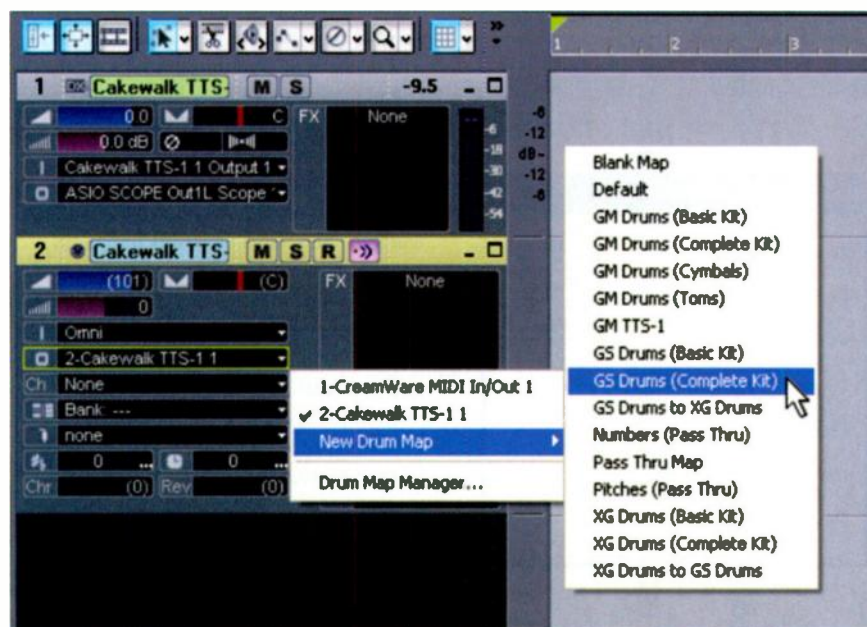 1 2 3
1 Cakewalk TTS- M S -9.5
0.0 C FX None
0.0 dB
Cakewalk TTS-1 1 Output 1
ASIO SCOPE Out1L Scope
-6
-18
-30
-42
-54
-6
-12
dB-
-12
-6
2 Cakewalk TTS- M S R
(101) (C) FX None
0
Omni
2-Cakewalk TTS-1 1
Ch None
Bank: ---
none
0 ... 0 ...
Chr (0) Rev (0)
1-CreamWare MIDI In/Out 1
✓ 2-Cakewalk TTS-1 1
New Drum Map
Drum Map Manager...
Blank Map
Default
GM Drums (Basic Kit)
GM Drums (Complete Kit)
GM Drums (Cymbals)
GM Drums (Toms)
GM TTS-1
GS Drums (Basic Kit)
GS Drums (Complete Kit)
GS Drums to XG Drums
Numbers (Pass Thru)
Pass Thru Map
Pitches (Pass Thru)
XG Drums (Basic Kit)
XG Drums (Complete Kit)
XG Drums to GS Drums